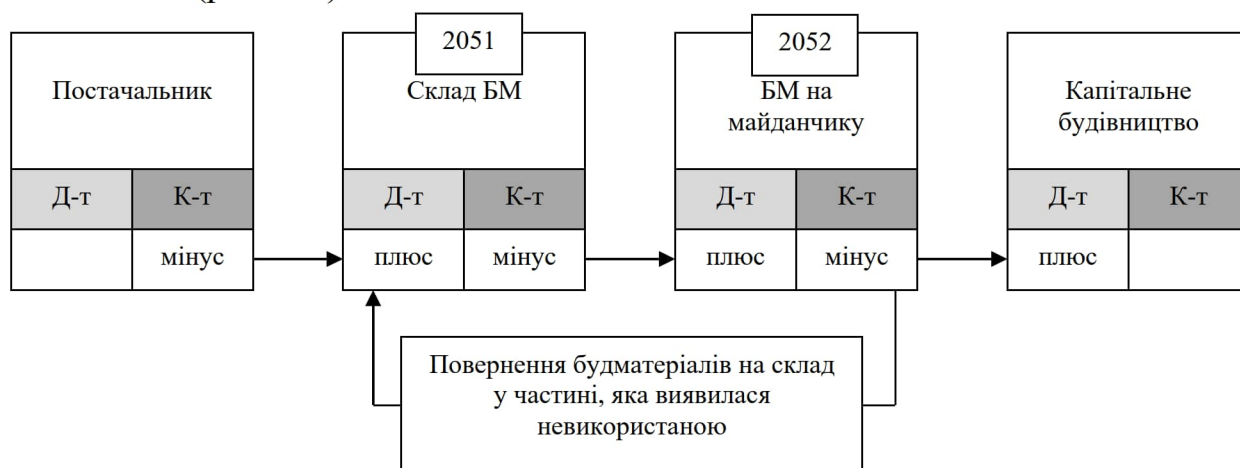 2051
2052
Постачальник
Склад БМ
БМ на
майданчику
Капітальне
будівництво
Д-т К-т Д-т К-т Д-т К-т Д-т К-т
мінус плюс мінус плюс мінус плюс
Повернення будматеріалів на склад
у частині, яка виявилася
невикористаною